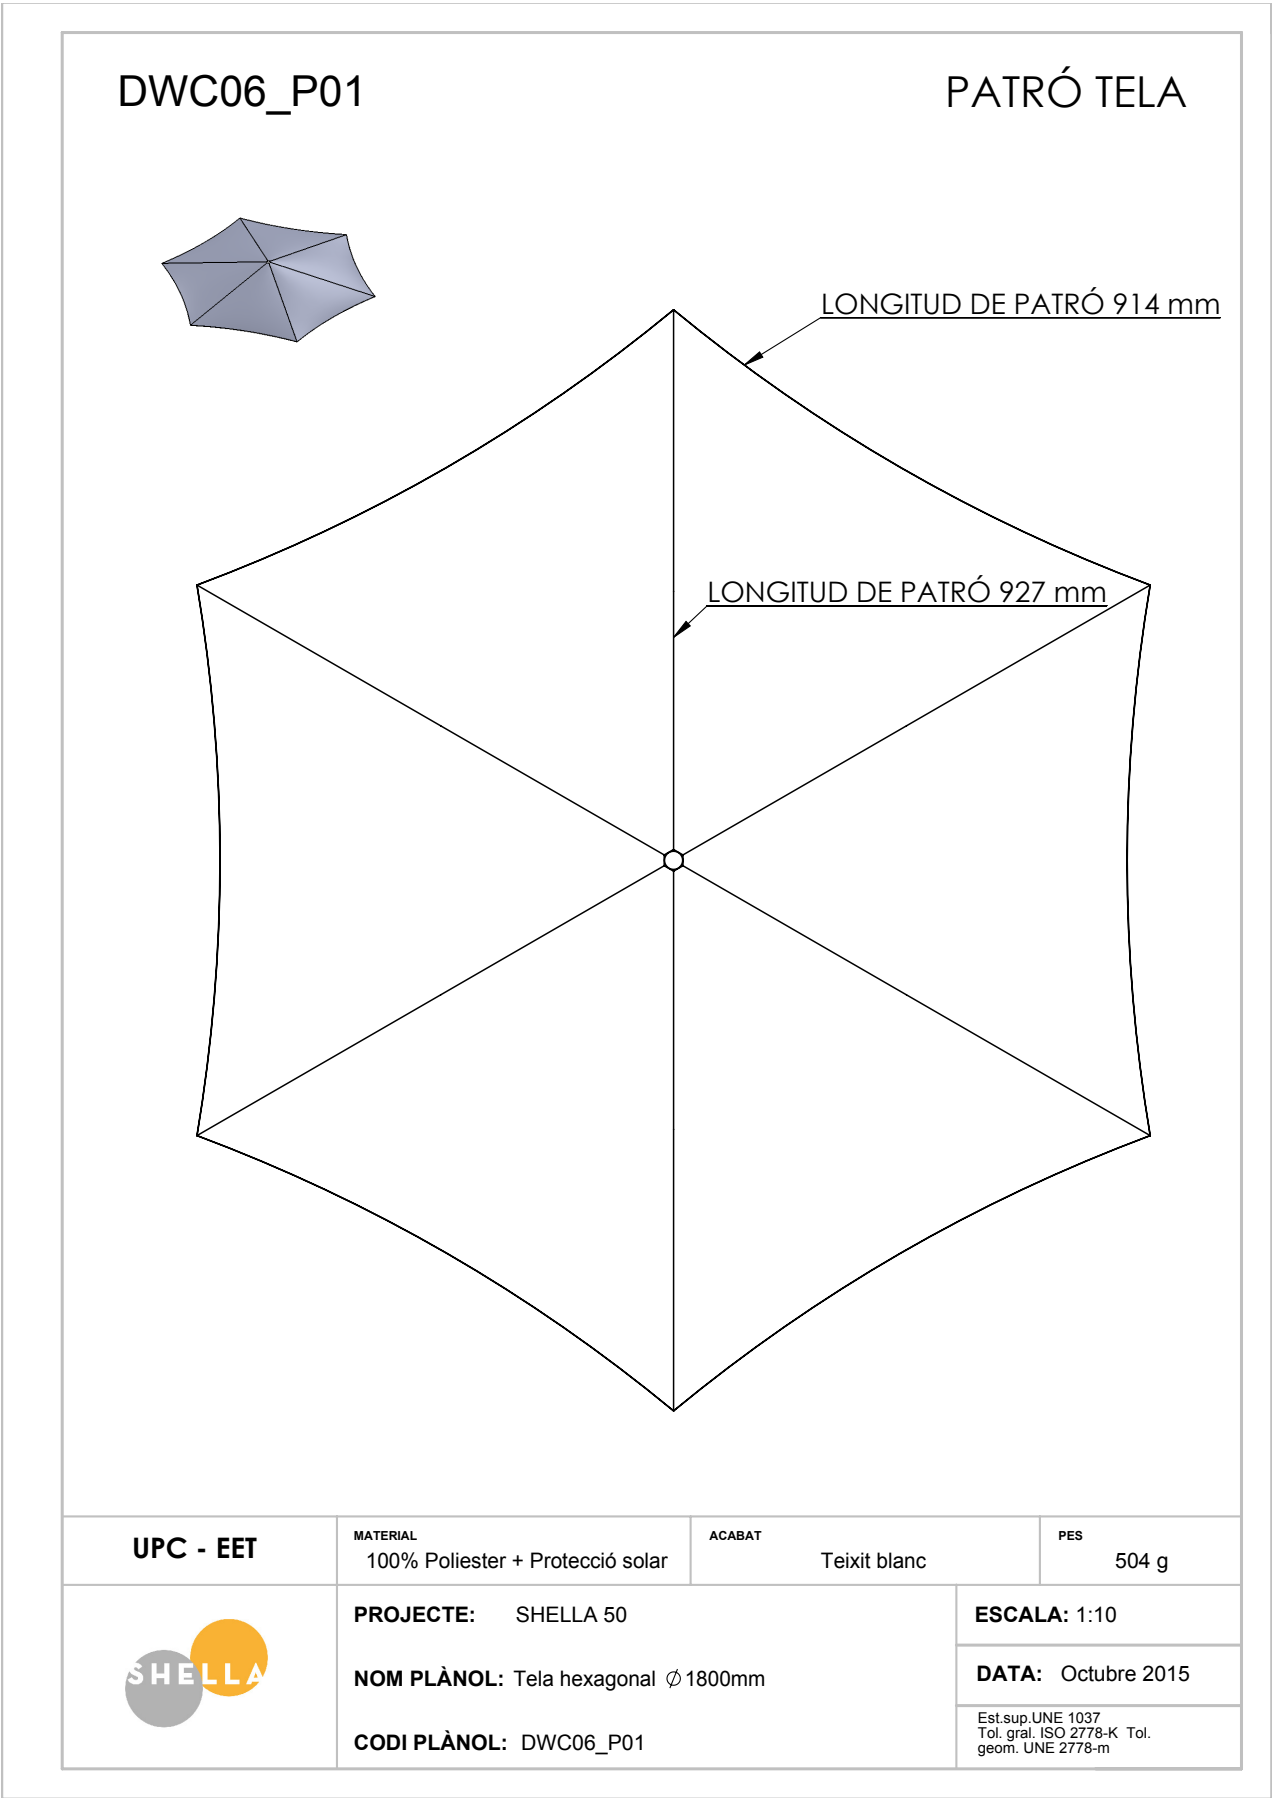 DWC06_P01
PATRÓ TELA
LONGITUD DE PATRÓ 914 mm
LONGITUD DE PATRÓ 927 mm
UPC - EET
MATERIAL
100% Poliester + Protecció solar
ACABAT
Teixit blanc
PES
504 g
SHELLA
PROJECTE: SHELLA 50
NOM PLÀNOL: Tela hexagonal ∅1800mm
CODI PLÀNOL: DWC06_P01
ESCALA: 1:10
DATA: Octubre 2015
Est.sup.UNE 1037
Tol. gral. ISO 2778-K Tol.
geom. UNE 2778-m